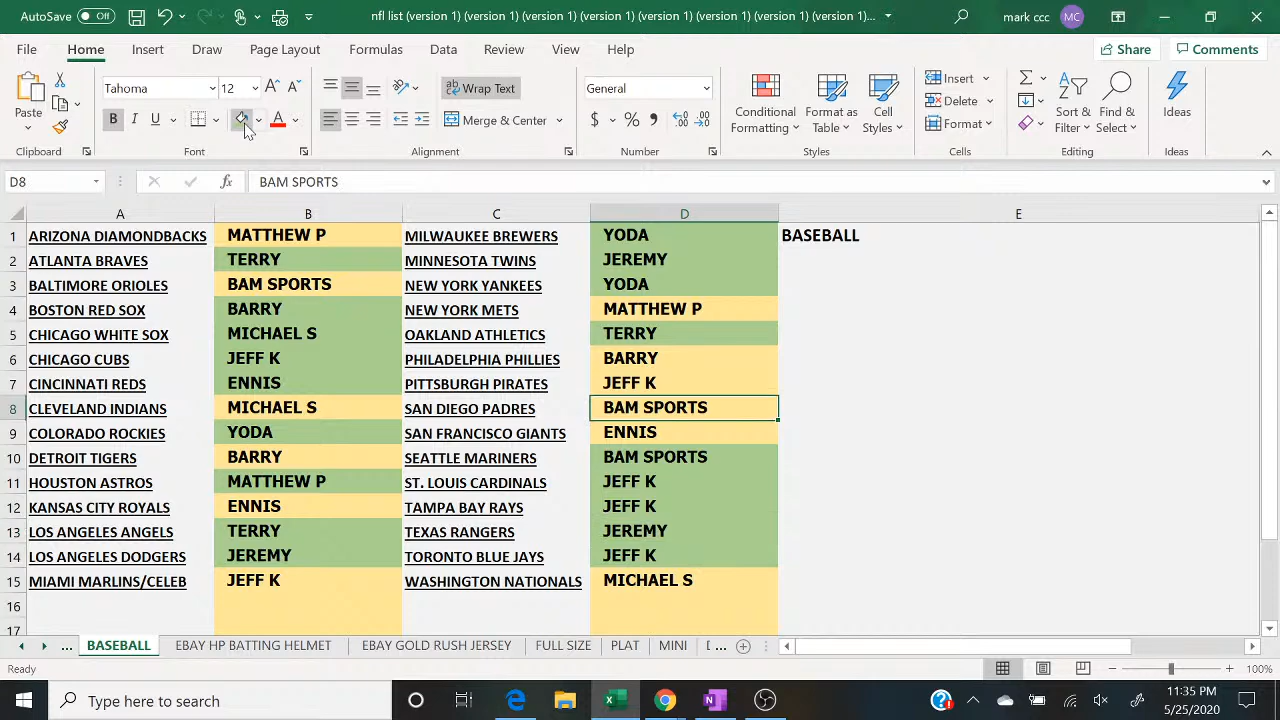 AutoSave Off nfl list (version 1) (version 1) (version 1) (version 1) (version 1) (version 1)... mark ccc MC
File Home Insert Draw Page Layout Formulas Data Review View Help Share Comments
Paste Clipboard
Tahoma 12 B I U Font
ab Wrap Text Merge & Center Alignment
General $ % Number
Conditional Formatting Format as Table Cell Styles Styles
Insert Delete Format Cells
Sort & Filter Find & Select Editing
Ideas Ideas
D8 fx BAM SPORTS
A B C D E
1 ARIZONA DIAMONDBACKS MATTHEW P MILWAUKEE BREWERS YODA BASEBALL
2 ATLANTA BRAVES TERRY MINNESOTA TWINS JEREMY
3 BALTIMORE ORIOLES BAM SPORTS NEW YORK YANKEES YODA
4 BOSTON RED SOX BARRY NEW YORK METS MATTHEW P
5 CHICAGO WHITE SOX MICHAEL S OAKLAND ATHLETICS TERRY
6 CHICAGO CUBS JEFF K PHILADELPHIA PHILLIES BARRY
7 CINCINNATI REDS ENNIS PITTSBURGH PIRATES JEFF K
8 CLEVELAND INDIANS MICHAEL S SAN DIEGO PADRES BAM SPORTS
9 COLORADO ROCKIES YODA SAN FRANCISCO GIANTS ENNIS
10 DETROIT TIGERS BARRY SEATTLE MARINERS BAM SPORTS
11 HOUSTON ASTROS MATTHEW P ST. LOUIS CARDINALS JEFF K
12 KANSAS CITY ROYALS ENNIS TAMPA BAY RAYS JEFF K
13 LOS ANGELES ANGELS TERRY TEXAS RANGERS JEREMY
14 LOS ANGELES DODGERS JEREMY TORONTO BLUE JAYS JEFF K
15 MIAMI MARLINS/CELEB JEFF K WASHINGTON NATIONALS MICHAEL S
16
17
... BASEBALL EBAY HP BATTING HELMET EBAY GOLD RUSH JERSEY FULL SIZE PLAT MINI ...
Ready 100%
Type here to search 11:35 PM
5/25/2020